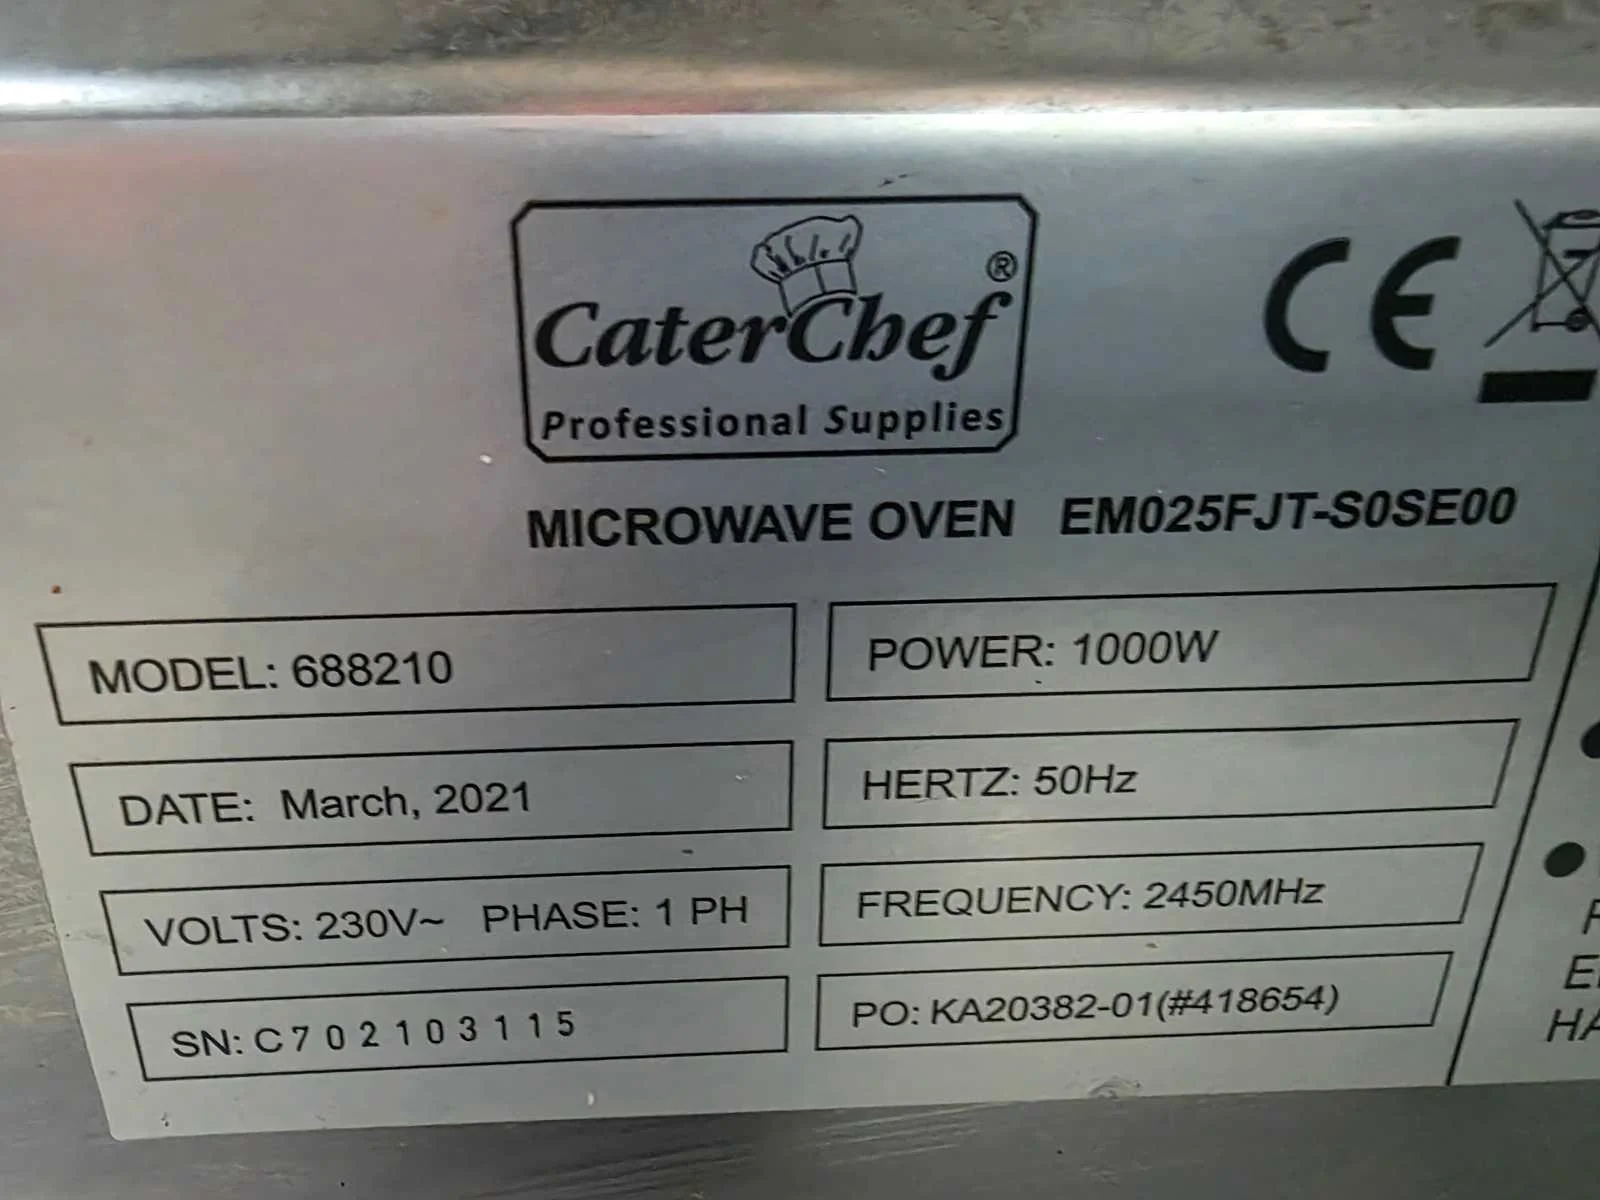 CaterChef®
Professional Supplies
CE
MICROWAVE OVEN EM025FJT-S0SE00
MODEL: 688210
POWER: 1000W
DATE: March, 2021
HERTZ: 50Hz
VOLTS: 230V~ PHASE: 1 PH
FREQUENCY: 2450MHz
SN: C702103115
PO: KA20382-01(#418654)